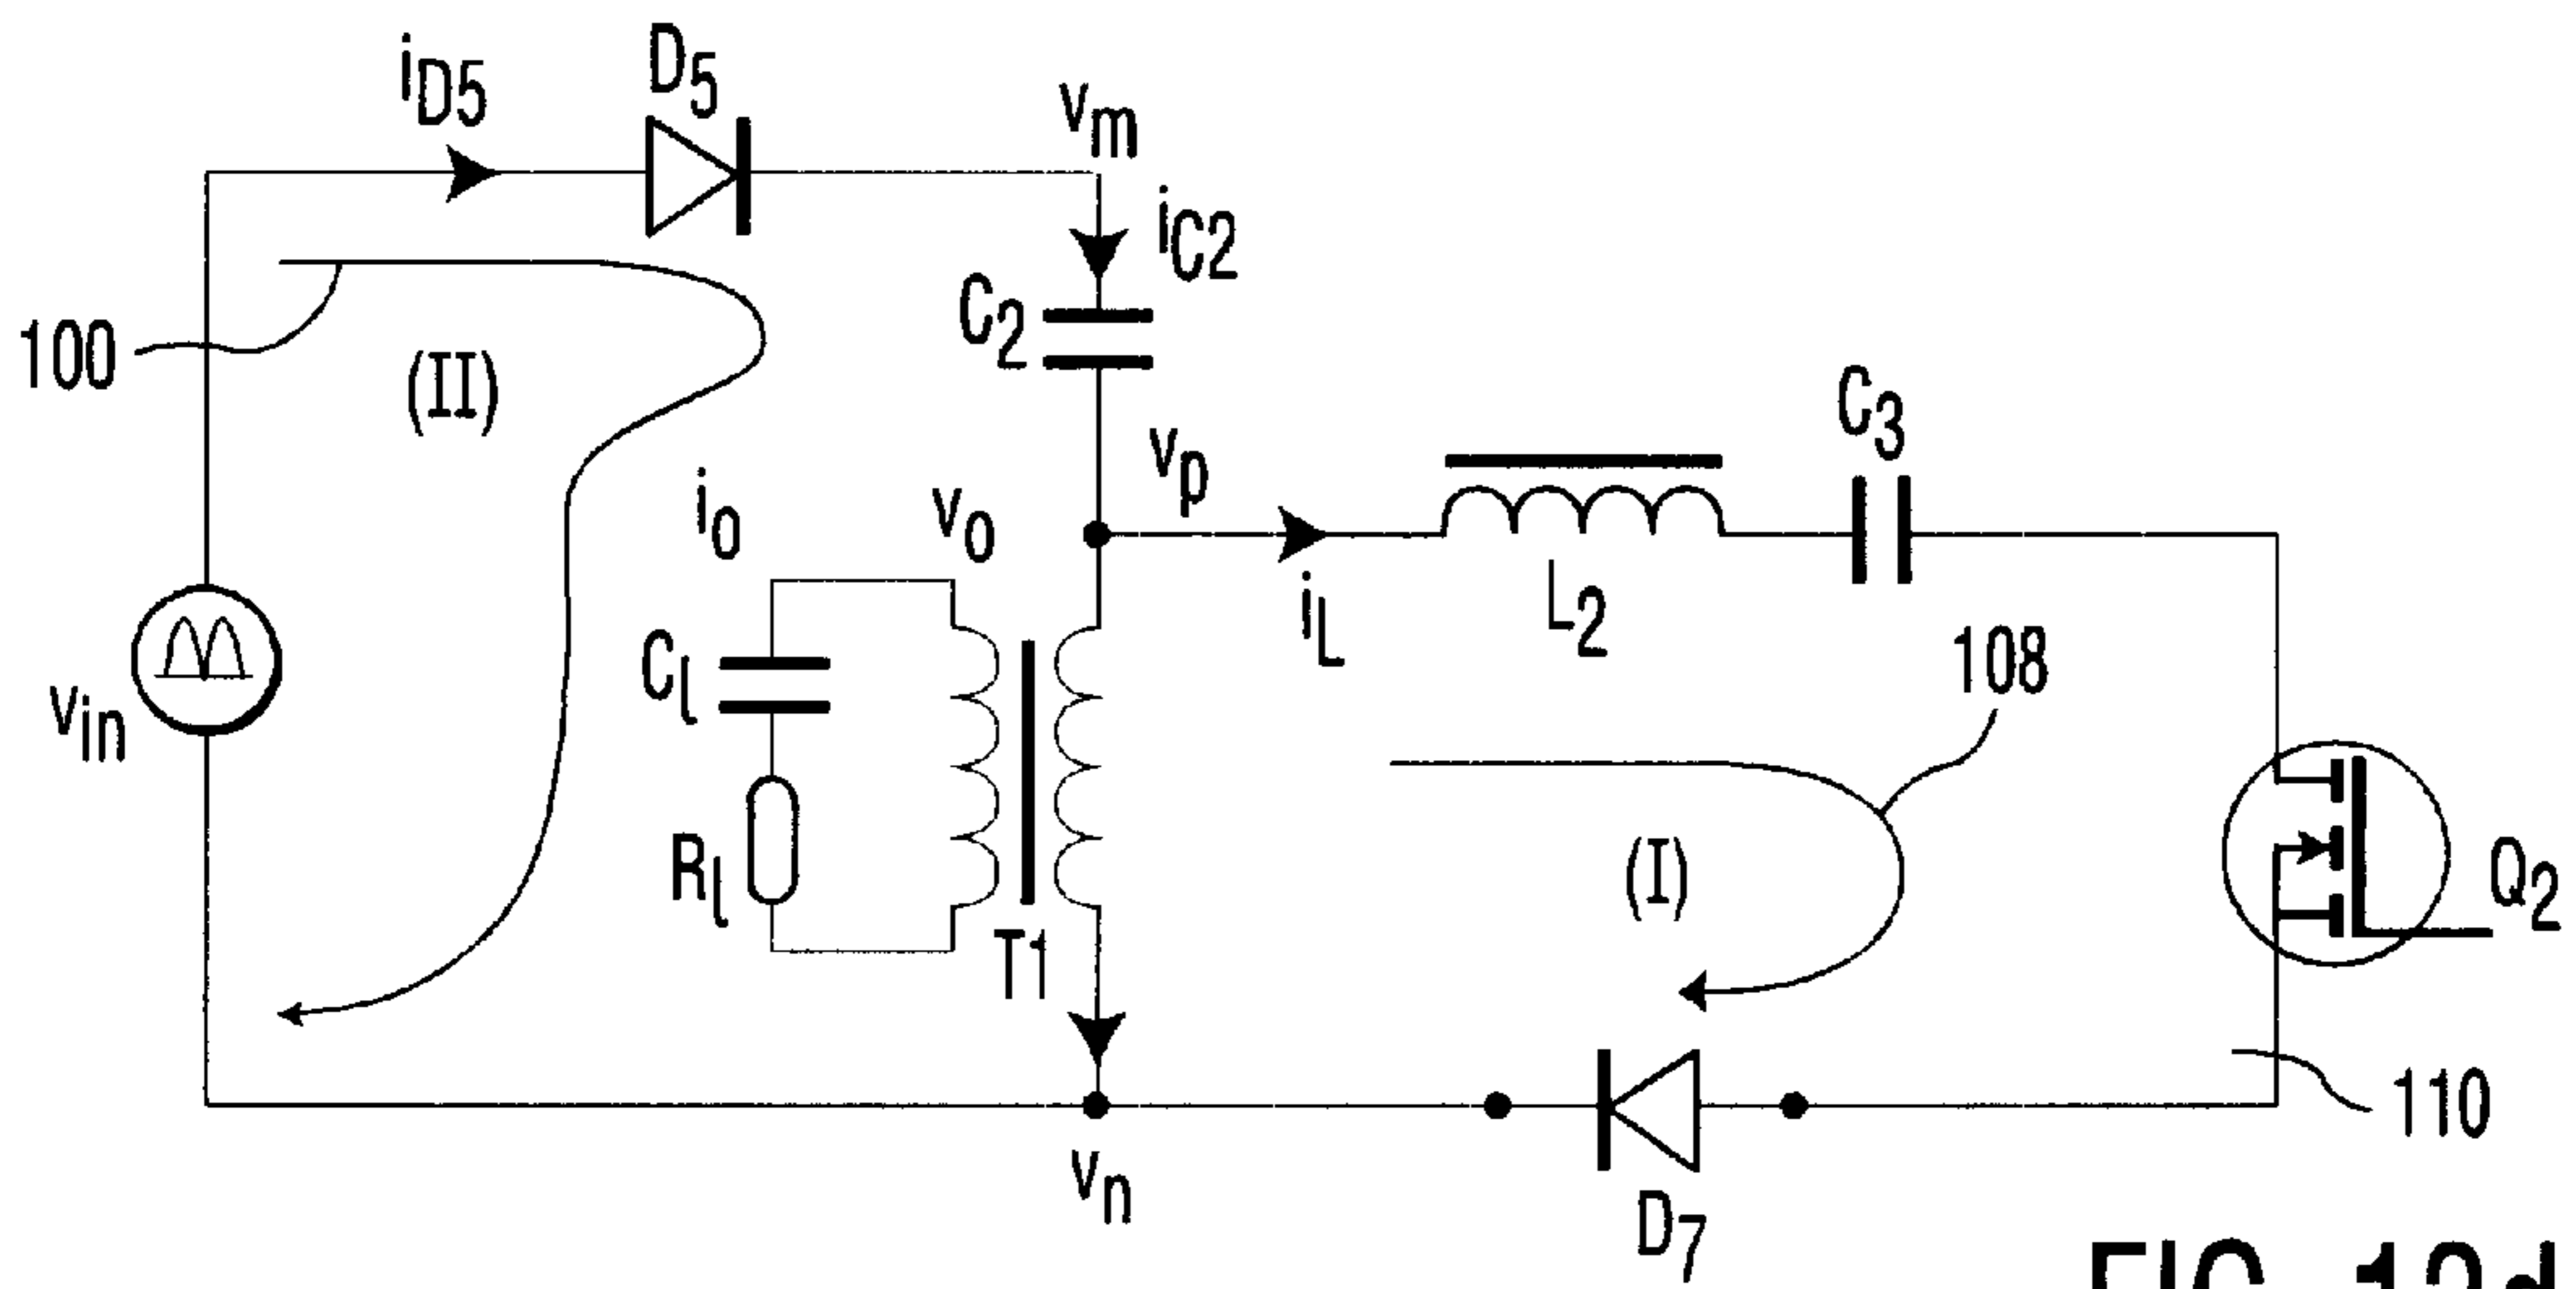 iD5
D5
vm
iC2
C2
100
(II)
vp
C3
io
vo
iL
L2
Cl
108
vin
Rl
(I)
Q2
T1
110
vn
D7